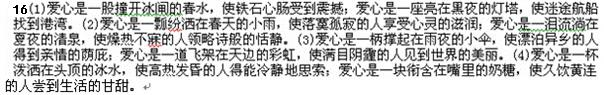 16(1)爱心是一股撞开冰闸的春水，使铁石心肠受到震撼；爱心是一座亮在黑夜的灯塔，使迷途航船
找到港湾。(2)爱心是一瓢纷洒在春天的小雨，使落寞孤寂的人享受心灵的滋润；爱心是一泪流淌在
夏夜的清泉，使燥热不寐的人领略诗般的恬静。(3)爱心是一柄撑起在雨夜的小伞，使漂泊异乡的人
得到亲情的荫庇；爱心是一道飞架在天边的彩虹，使满目阴霾的人见到世界的美丽。(4)爱心是一杯
泼洒在头顶的冰水，使高热发昏的人得能冷静地思索；爱心是一块衔含在嘴里的奶糖，使久饮黄连
的人尝到生活的甘甜。